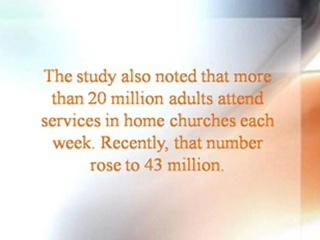 The study also noted that more
than 20 million adults attend
services in home churches each
week. Recently, that number
rose to 43 million.